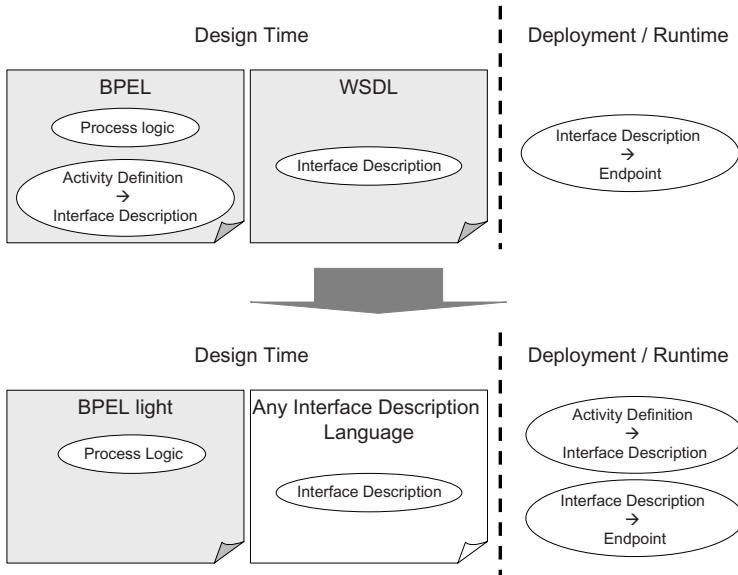 Design Time
Deployment / Runtime
BPEL
Process logic
Activity Definition
→
Interface Description
WSDL
Interface Description
Interface Description
→
Endpoint
Design Time
Deployment / Runtime
BPEL light
Process Logic
Any Interface Description
Language
Interface Description
Activity Definition
→
Interface Description
Interface Description
→
Endpoint